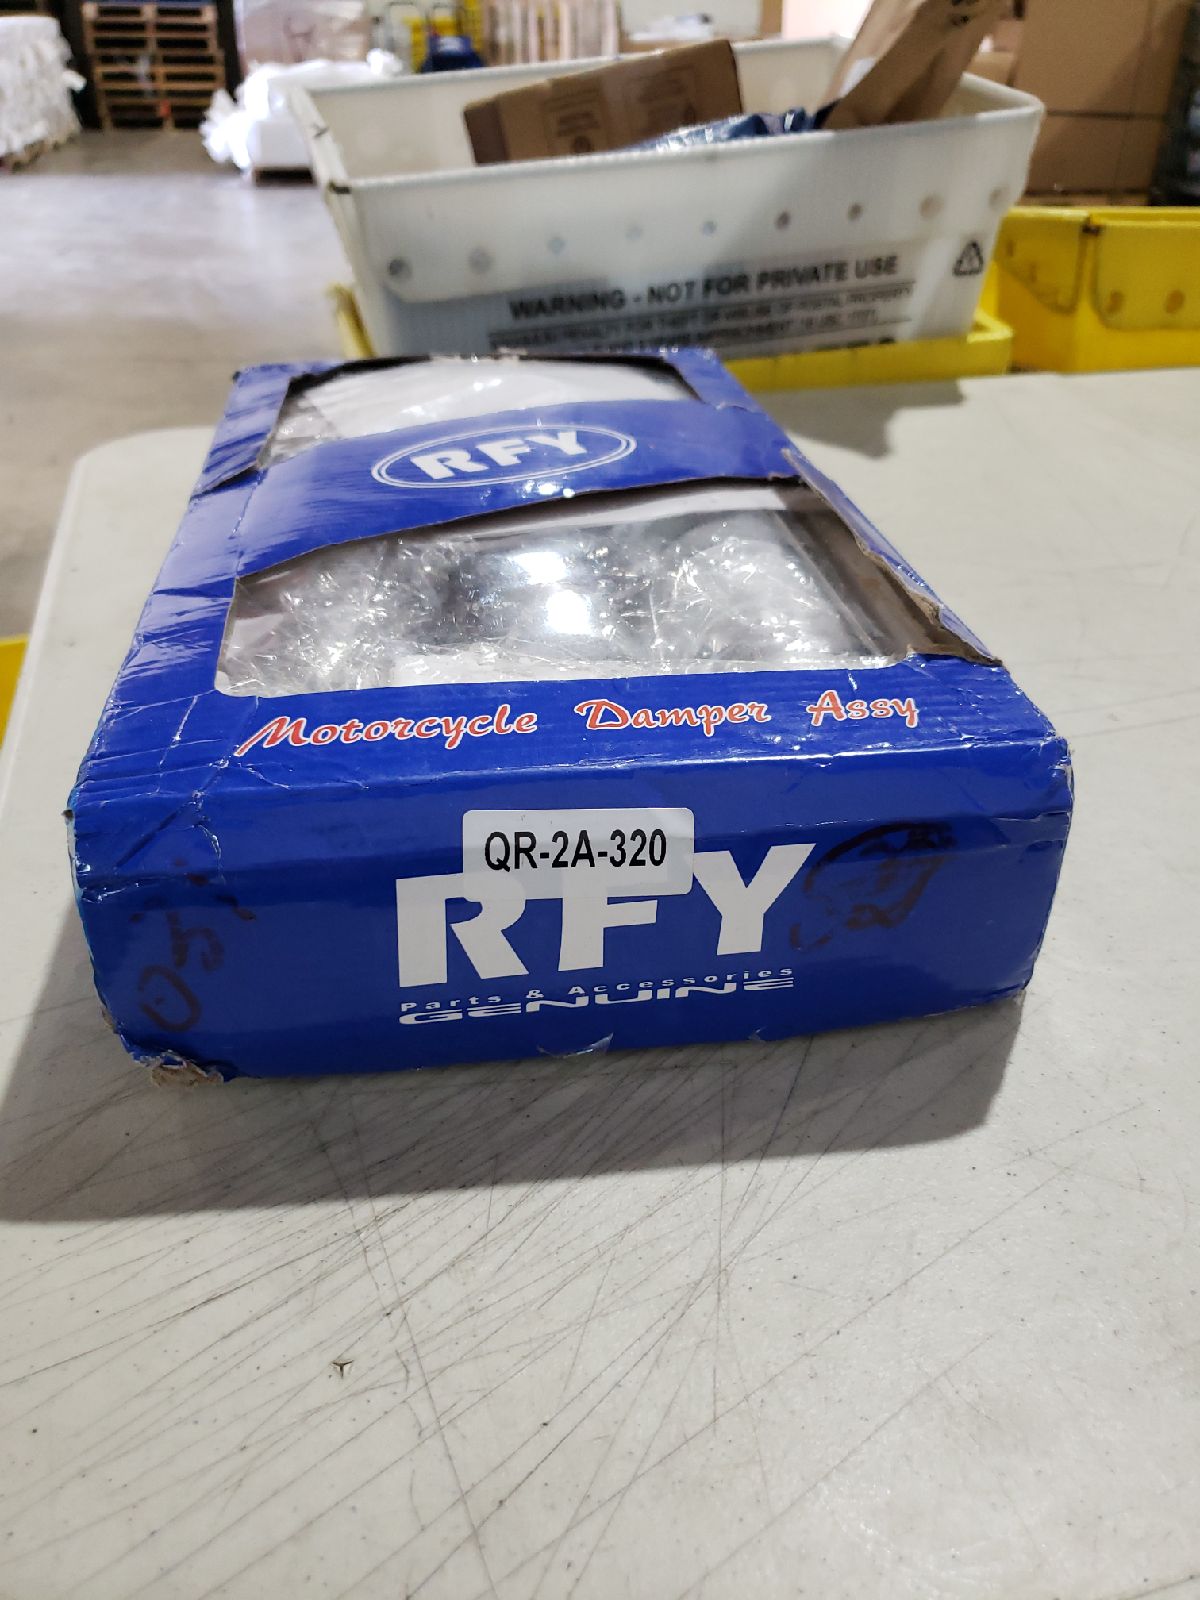 WARNING - NOT FOR PRIVATE USE
RFY
Motorcycle Damper Assy
QR-2A-320
RFY
Parts & Accessories
GENUINE